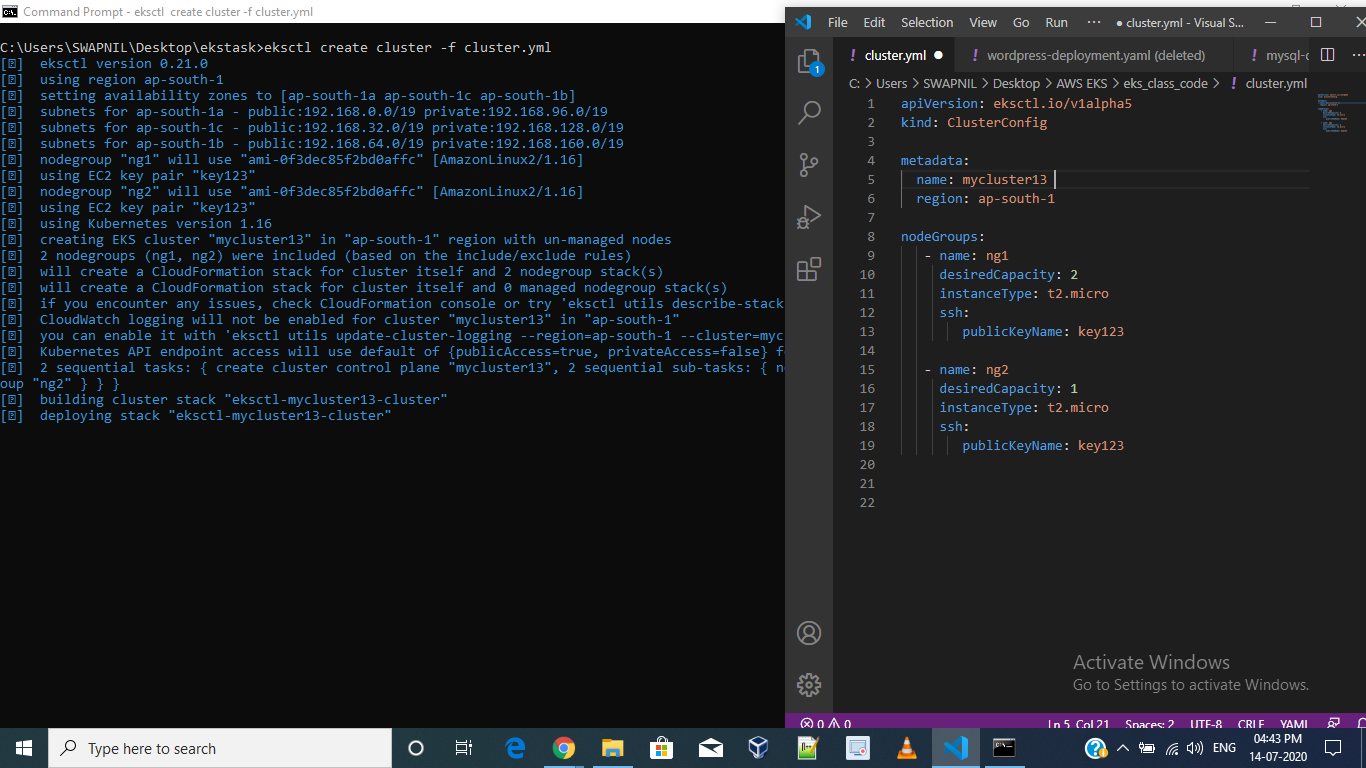 Command Prompt - eksctl  create cluster -f cluster.yml
C:\Users\SWAPNIL\Desktop\ekstask>eksctl create cluster -f cluster.yml
[?]  eksctl version 0.21.0
[?]  using region ap-south-1
[?]  setting availability zones to [ap-south-1a ap-south-1c ap-south-1b]
[?]  subnets for ap-south-1a - public:192.168.0.0/19 private:192.168.96.0/19
[?]  subnets for ap-south-1c - public:192.168.32.0/19 private:192.168.128.0/19
[?]  subnets for ap-south-1b - public:192.168.64.0/19 private:192.168.160.0/19
[?]  nodegroup "ng1" will use "ami-0f3dec85f2bd0affc" [AmazonLinux2/1.16]
[?]  using EC2 key pair "key123"
[?]  nodegroup "ng2" will use "ami-0f3dec85f2bd0affc" [AmazonLinux2/1.16]
[?]  using EC2 key pair "key123"
[?]  using Kubernetes version 1.16
[?]  creating EKS cluster "mycluster13" in "ap-south-1" region with un-managed nodes
[?]  2 nodegroups (ng1, ng2) were included (based on the include/exclude rules)
[?]  will create a CloudFormation stack for cluster itself and 2 nodegroup stack(s)
[?]  will create a CloudFormation stack for cluster itself and 0 managed nodegroup stack(s)
[?]  if you encounter any issues, check CloudFormation console or try 'eksctl utils describe-stack
[?]  CloudWatch logging will not be enabled for cluster "mycluster13" in "ap-south-1"
[?]  you can enable it with 'eksctl utils update-cluster-logging --region=ap-south-1 --cluster=myc
[?]  Kubernetes API endpoint access will use default of {publicAccess=true, privateAccess=false} fo
[?]  2 sequential tasks: { create cluster control plane "mycluster13", 2 sequential sub-tasks: { n
oup "ng2" } } }
[?]  building cluster stack "eksctl-mycluster13-cluster"
[?]  deploying stack "eksctl-mycluster13-cluster"
File Edit Selection View Go Run ··· ● cluster.yml - Visual S...
! cluster.yml ● ! wordpress-deployment.yaml (deleted) ! mysql-d
C: > Users > SWAPNIL > Desktop > AWS EKS > eks_class_code > ! cluster.yml
1 apiVersion: eksctl.io/v1alpha5
2 kind: ClusterConfig
3
4 metadata:
5   name: mycluster13
6   region: ap-south-1
7
8 nodeGroups:
9    - name: ng1
10      desiredCapacity: 2
11      instanceType: t2.micro
12      ssh:
13         publicKeyName: key123
14
15    - name: ng2
16      desiredCapacity: 1
17      instanceType: t2.micro
18      ssh:
19         publicKeyName: key123
20
21
22
1
Activate Windows
Go to Settings to activate Windows.
0 0 Ln 5, Col 21 Spaces: 2 UTF-8 CRLF YAML
Type here to search
ENG
04:43 PM
14-07-2020